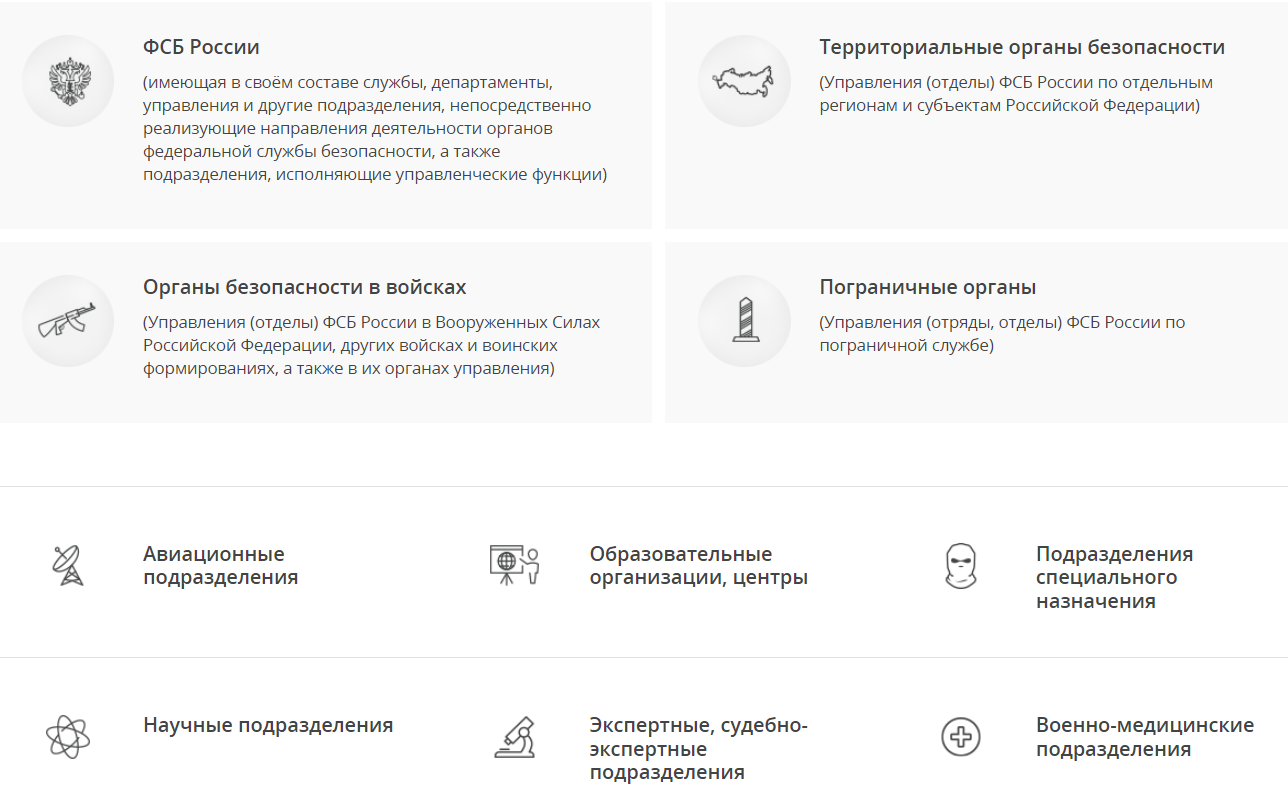 ФСБ России
(имеющая в своём составе службы, департаменты,
управления и другие подразделения, непосредственно
реализующие направления деятельности органов
федеральной службы безопасности, а также
подразделения, исполняющие управленческие функции)
Территориальные органы безопасности
(Управления (отделы) ФСБ России по отдельным
регионам и субъектам Российской Федерации)
Органы безопасности в войсках
(Управления (отделы) ФСБ России в Вооруженных Силах
Российской Федерации, других войсках и воинских
формированиях, а также в их органах управления)
Пограничные органы
(Управления (отряды, отделы) ФСБ России по
пограничной службе)
Авиационные
подразделения
Образовательные
организации, центры
Подразделения
специального
назначения
Научные подразделения
Экспертные, судебно-
экспертные
подразделения
Военно-медицинские
подразделения